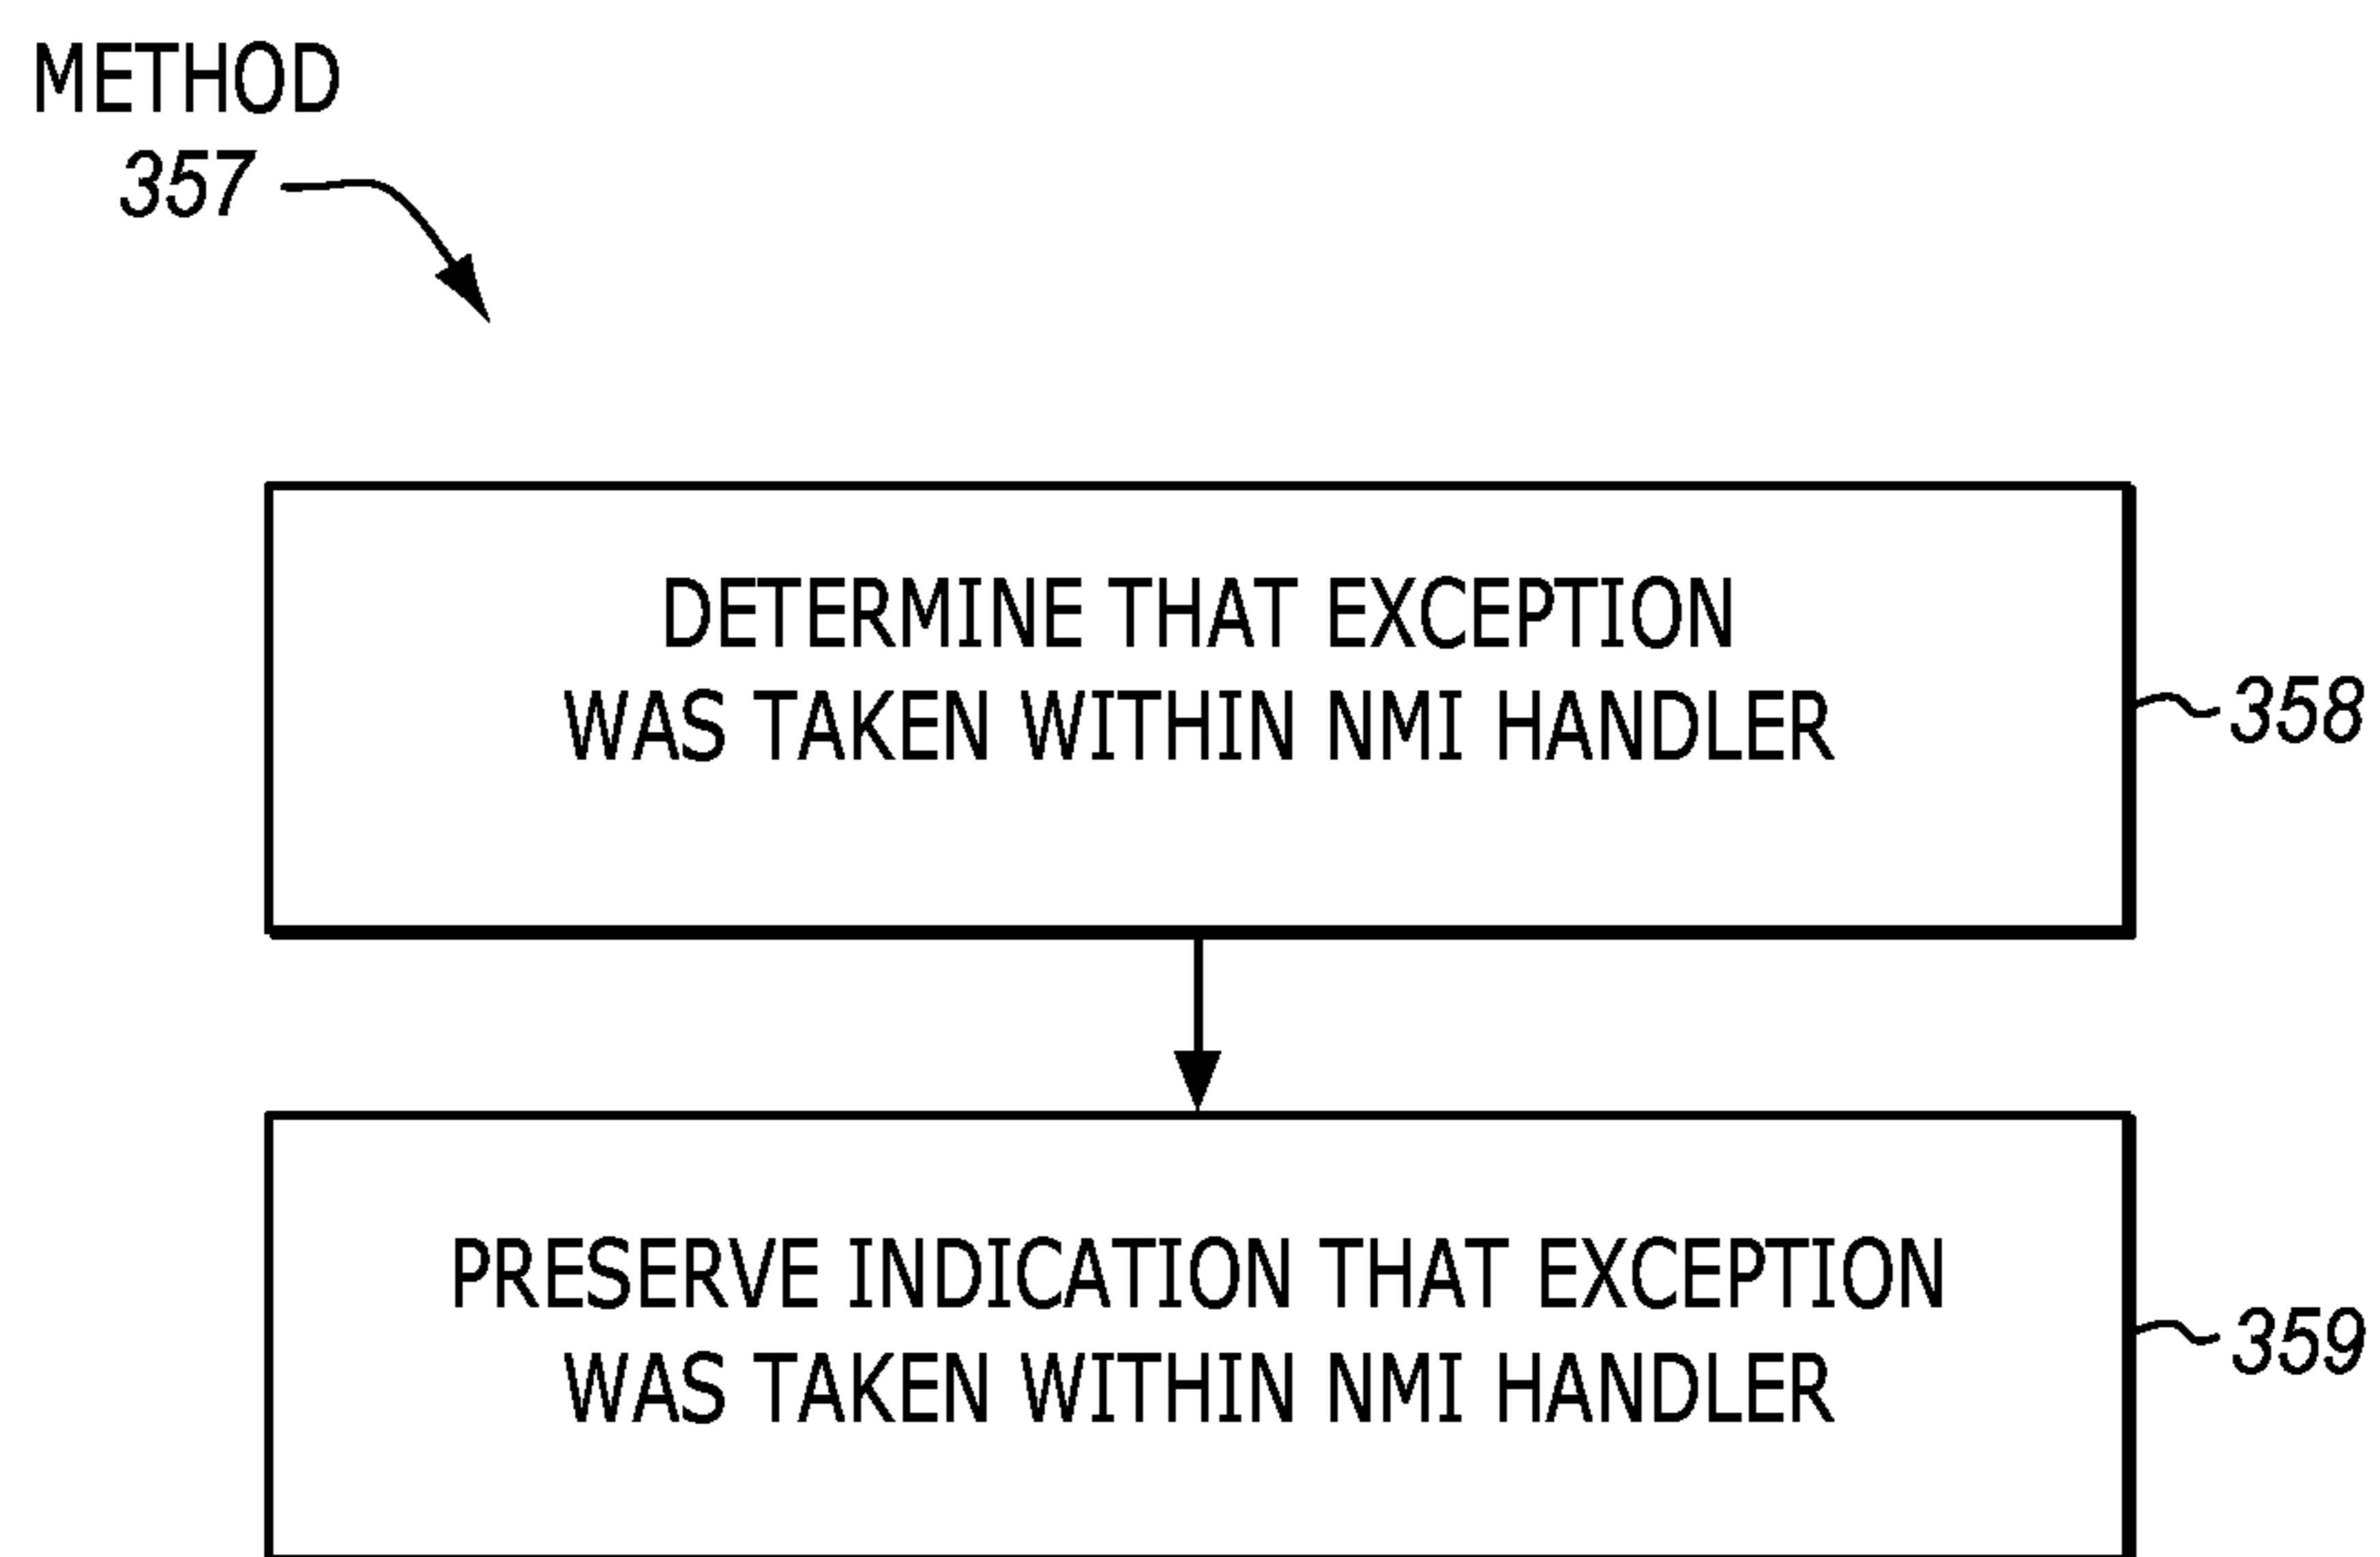 METHOD
357
DETERMINE THAT EXCEPTION
WAS TAKEN WITHIN NMI HANDLER
358
PRESERVE INDICATION THAT EXCEPTION
WAS TAKEN WITHIN NMI HANDLER
359